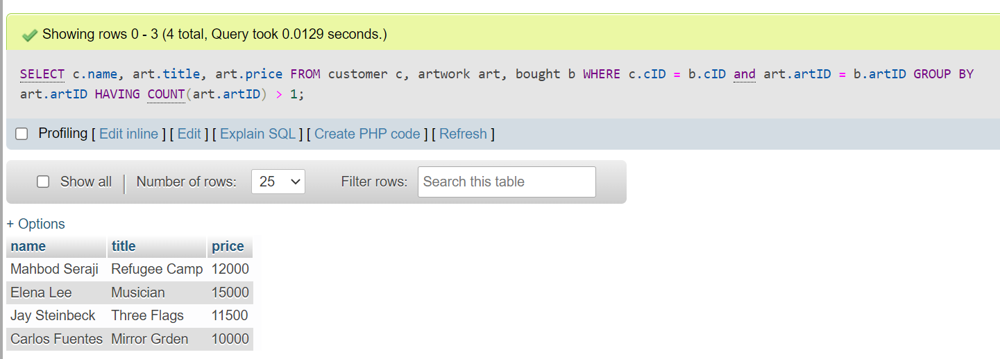 Showing rows 0 - 3 (4 total, Query took 0.0129 seconds.)
SELECT c.name, art.title, art.price FROM customer c, artwork art, bought b WHERE c.cID = b.cID and art.artID = b.artID GROUP BY
art.artID HAVING COUNT(art.artID) > 1;
Profiling [ Edit inline ] [ Edit ] [ Explain SQL ] [ Create PHP code ] [ Refresh ]
Show all Number of rows: 25 Filter rows: Search this table
+ Options
name title price
Mahbod Seraji Refugee Camp 12000
Elena Lee Musician 15000
Jay Steinbeck Three Flags 11500
Carlos Fuentes Mirror Grden 10000